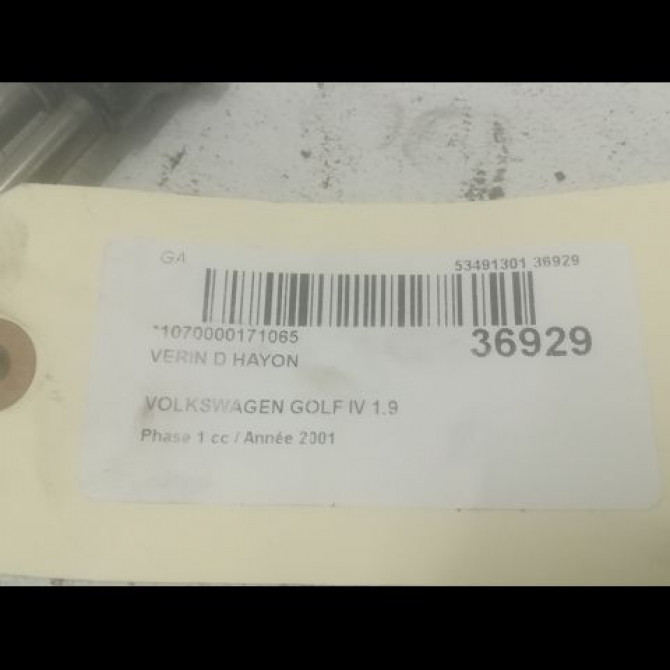 GA
53491301 36929
*1070000171065
36929
VERIN D HAYON
VOLKSWAGEN GOLF IV 1.9
Phase 1 cc / Année 2001